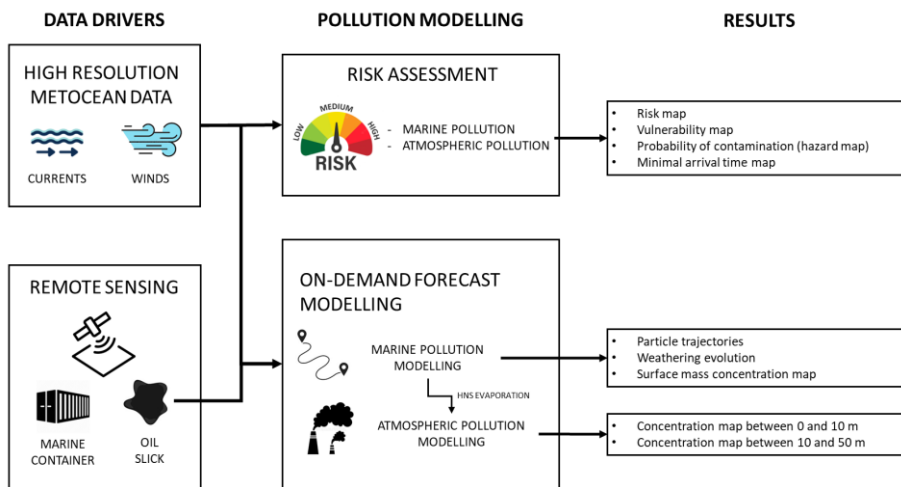 DATA DRIVERS
POLLUTION MODELLING
RESULTS
HIGH RESOLUTION
METOCEAN DATA
CURRENTS
WINDS
RISK ASSESSMENT
LOW
MEDIUM
HIGH
RISK
- MARINE POLLUTION
- ATMOSPHERIC POLLUTION
• Risk map
• Vulnerability map
• Probability of contamination (hazard map)
• Minimal arrival time map
REMOTE SENSING
MARINE
CONTAINER
OIL
SLICK
ON-DEMAND FORECAST
MODELLING
MARINE POLLUTION
MODELLING
HNS EVAPORATION
ATMOSPHERIC POLLUTION
MODELLING
• Particle trajectories
• Weathering evolution
• Surface mass concentration map
• Concentration map between 0 and 10 m
• Concentration map between 10 and 50 m